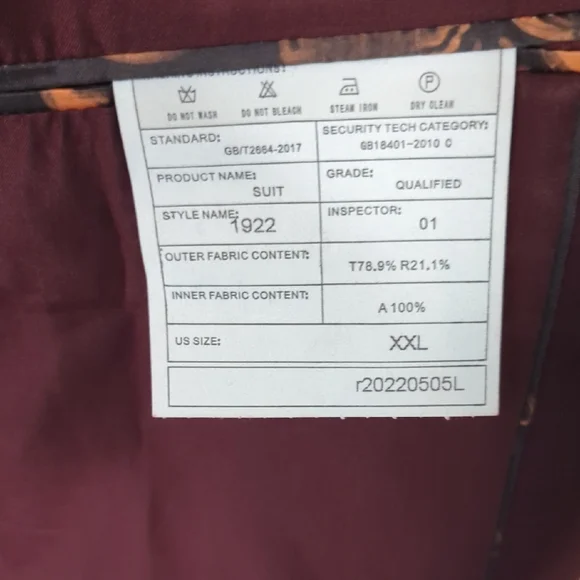 INSTRUCTIONS:
DO NOT WASH DO NOT BLEACH STEAM IRON DRY CLEAN
P
STANDARD: GB/T2664-2017
SECURITY TECH CATEGORY: GB18401-2010 C
PRODUCT NAME: SUIT
GRADE: QUALIFIED
STYLE NAME: 1922
INSPECTOR: 01
OUTER FABRIC CONTENT: T78.9% R21.1%
INNER FABRIC CONTENT: A 100%
US SIZE: XXL
r20220505L